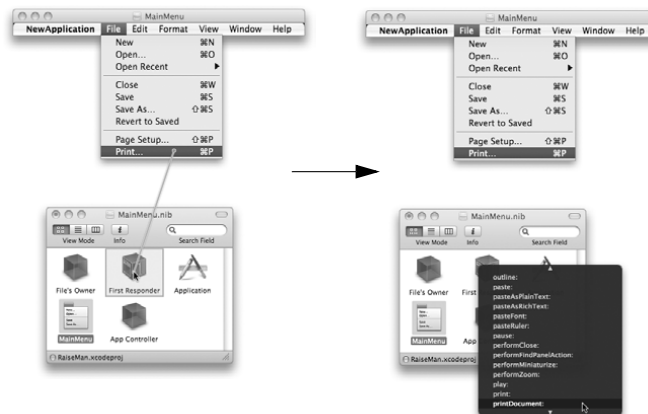 MainMenu
NewApplication File Edit Format View Window Help
New ⌘N
Open... ⌘O
Open Recent
Close ⌘W
Save ⌘S
Save As... ⇧⌘S
Revert to Saved
Page Setup... ⇧⌘P
Print... ⌘P
MainMenu.nib
View Mode Info Search Field
File's Owner First Responder Application
MainMenu App Controller
RaiseMan.xcodeproj
MainMenu
NewApplication File Edit Format View Window Help
New ⌘N
Open... ⌘O
Open Recent
Close ⌘W
Save ⌘S
Save As... ⇧⌘S
Revert to Saved
Page Setup... ⇧⌘P
Print... ⌘P
MainMenu.nib
View Mode Info Search Field
File's Owner First
MainMenu App Controller
RaiseMan.xcodeproj
outline:
paste:
pasteAsPlainText:
pasteAsRichText:
pasteFont:
pasteRuler:
pause:
performClose:
performFindPanelAction:
performMiniaturize:
performZoom:
play:
print:
printDocument: